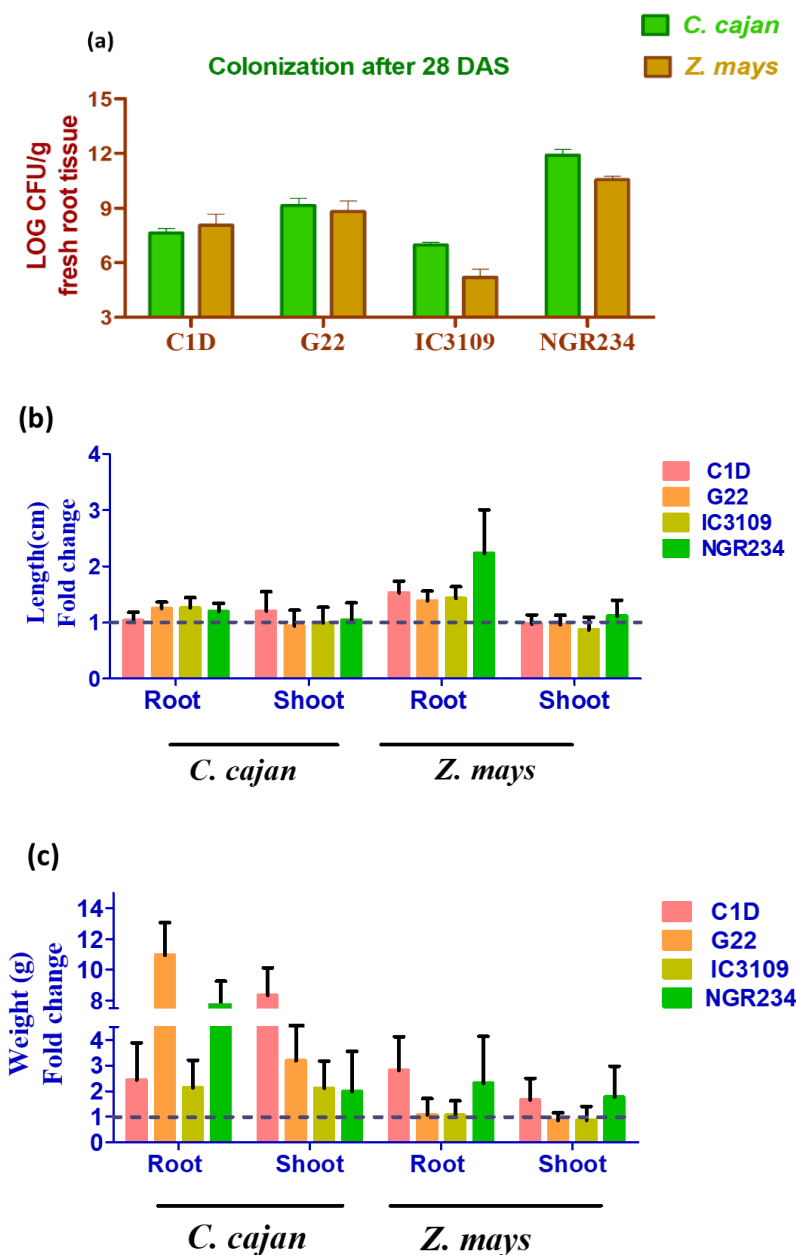 (a)
C. cajan
Z. mays
Colonization after 28 DAS
LOG CFU/g
fresh root tissue
15
12
9
6
3
C1D G22 IC3109 NGR234
(b)
Length(cm)
Fold change
4
3
2
1
0
C1D
G22
IC3109
NGR234
Root Shoot Root Shoot
C. cajan Z. mays
(c)
Weight (g)
Fold change
14
12
10
8
4
3
2
1
0
C1D
G22
IC3109
NGR234
Root Shoot Root Shoot
C. cajan Z. mays